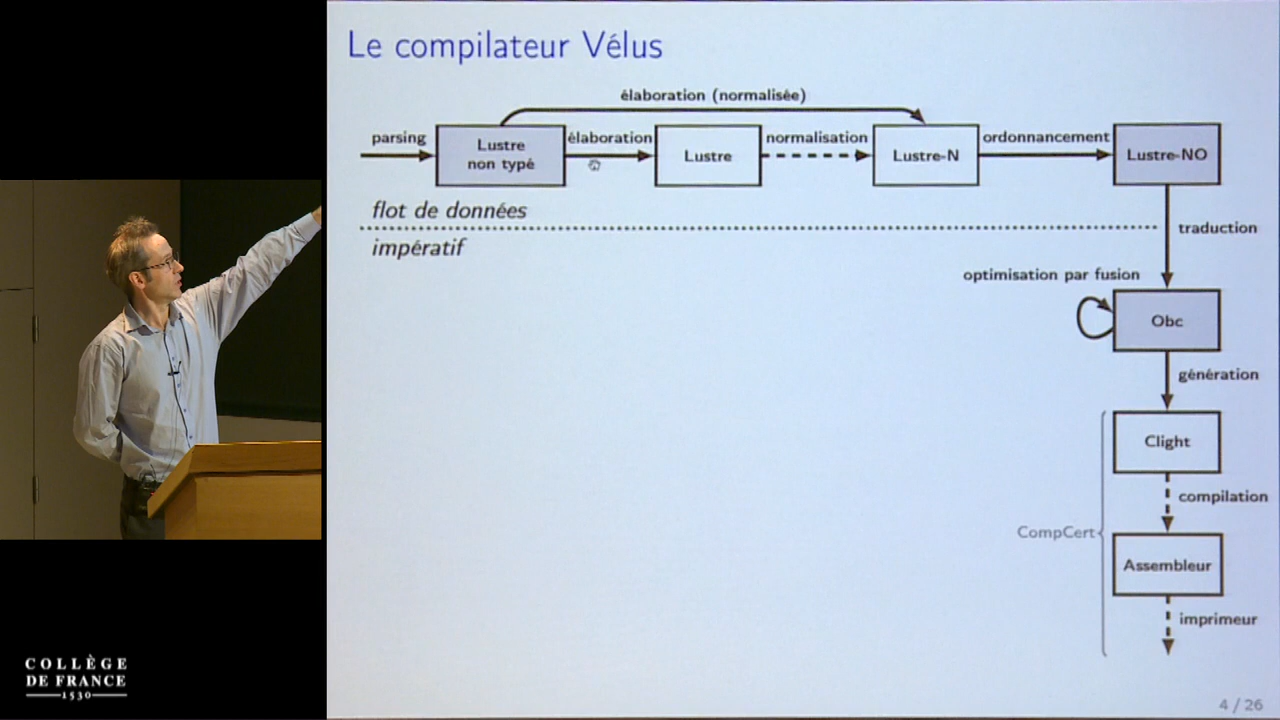 Le compilateur Vélus
élaboration (normalisée)
parsing
Lustre
non typé
élaboration
Lustre
normalisation
Lustre-N
ordonnancement
Lustre-NO
flot de données
impératif
traduction
optimisation par fusion
Obc
génération
Clight
compilation
CompCert
Assembleur
imprimeur
COLLÈGE
DE FRANCE
1530
4 / 26